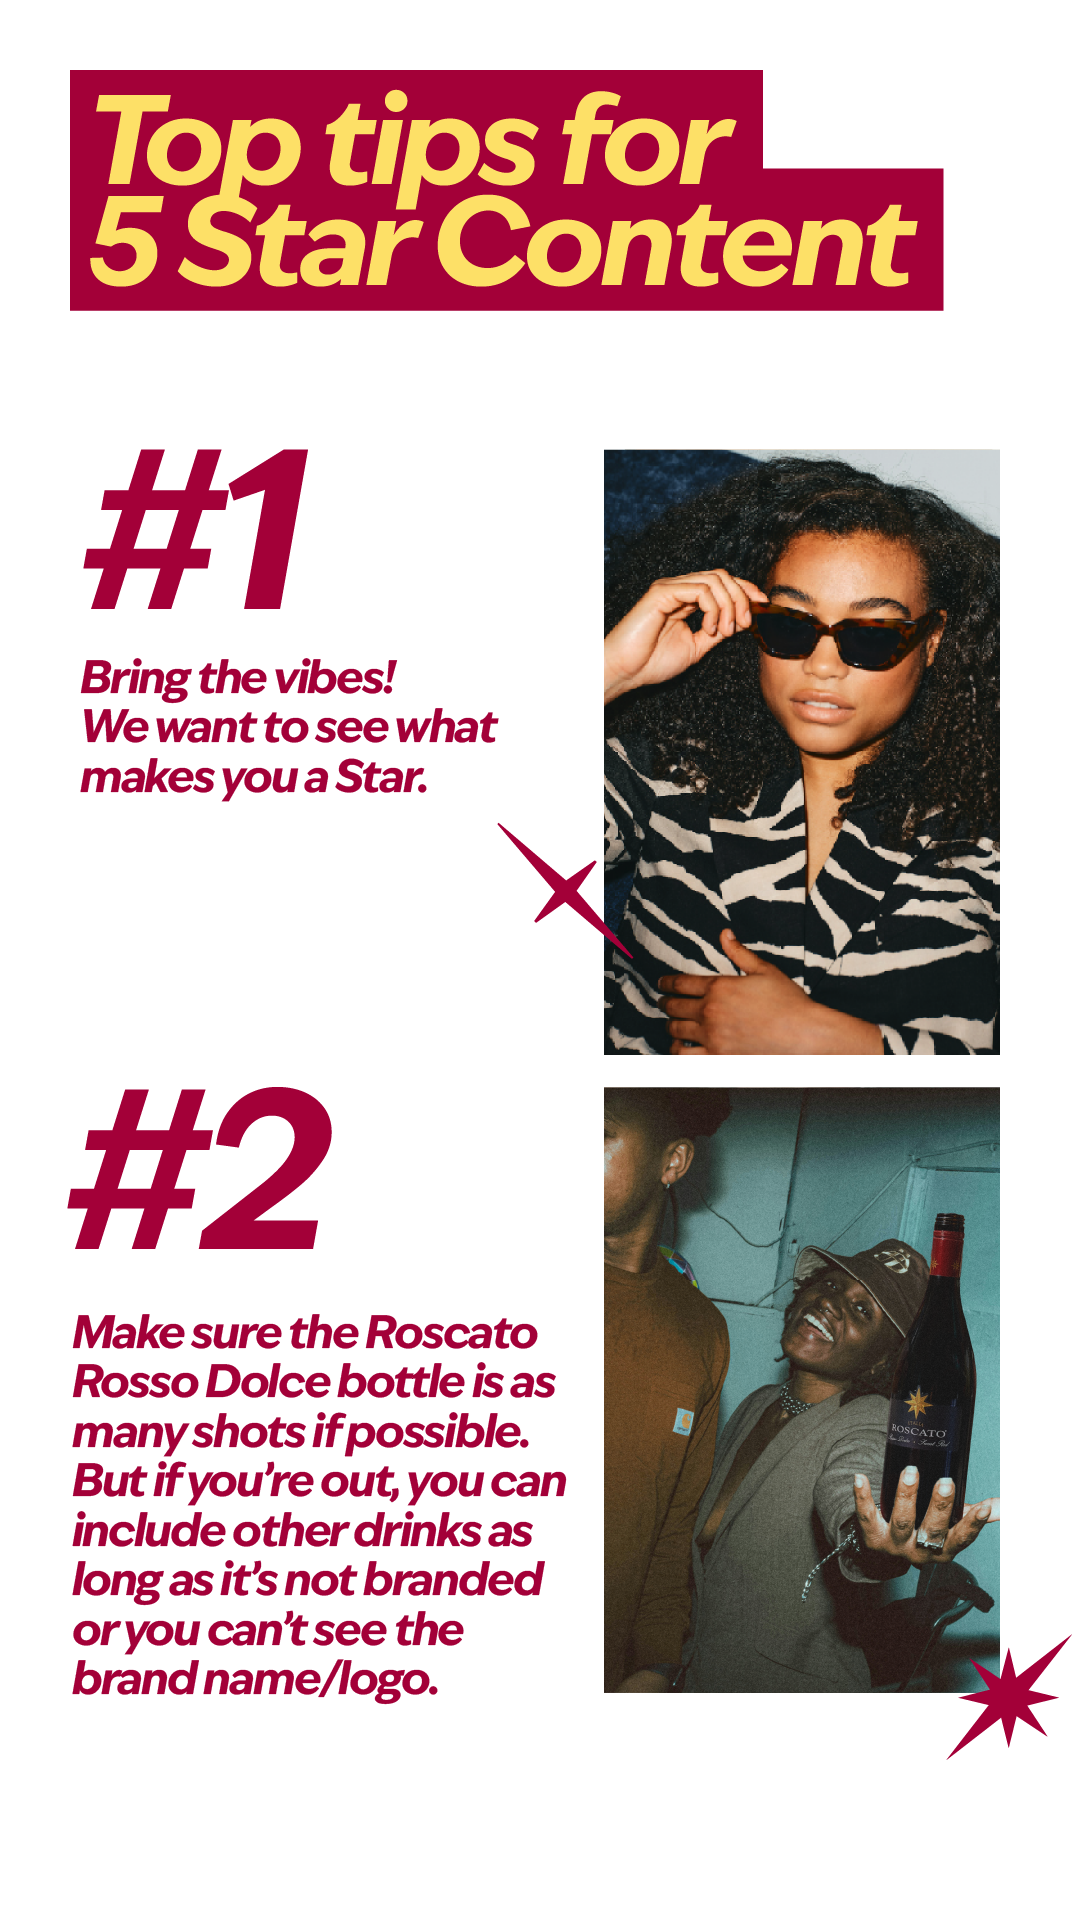 Top tips for
5 Star Content
#1
Bring the vibes!
We want to see what
makes you a Star.
#2
Make sure the Roscato
Rosso Dolce bottle is as
many shots if possible.
But if you're out, you can
include other drinks as
long as it's not branded
or you can't see the
brand name/logo.
ITALIA
ROSCATO